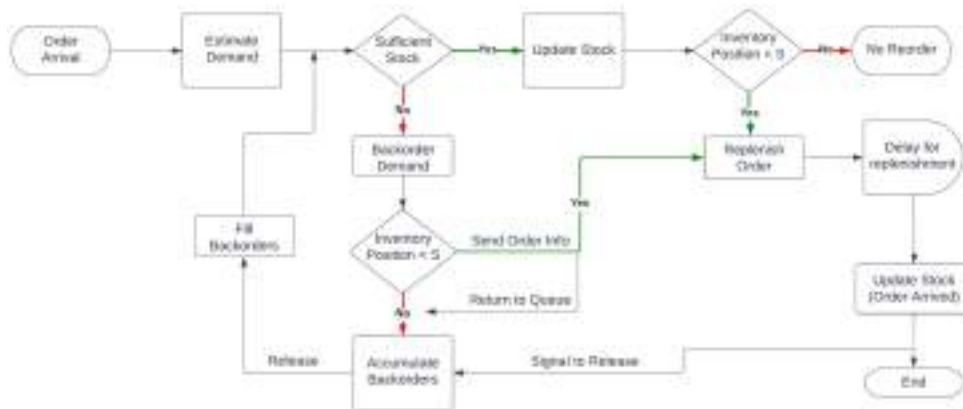 Order
Arrival
Estimate
Demand
Sufficient
Stock
Yes
Update Stock
Inventory
Position < S
No
No Reorder
No
Yes
Backorder
Demand
Replenish
Order
Delay for
replenishment
Yes
Fill
Backorders
Inventory
Position < S
Send Order Info
Return to Queue
No
Update Stock
(Order Arrived)
Release
Accumulate
Backorders
Signal to Release
End